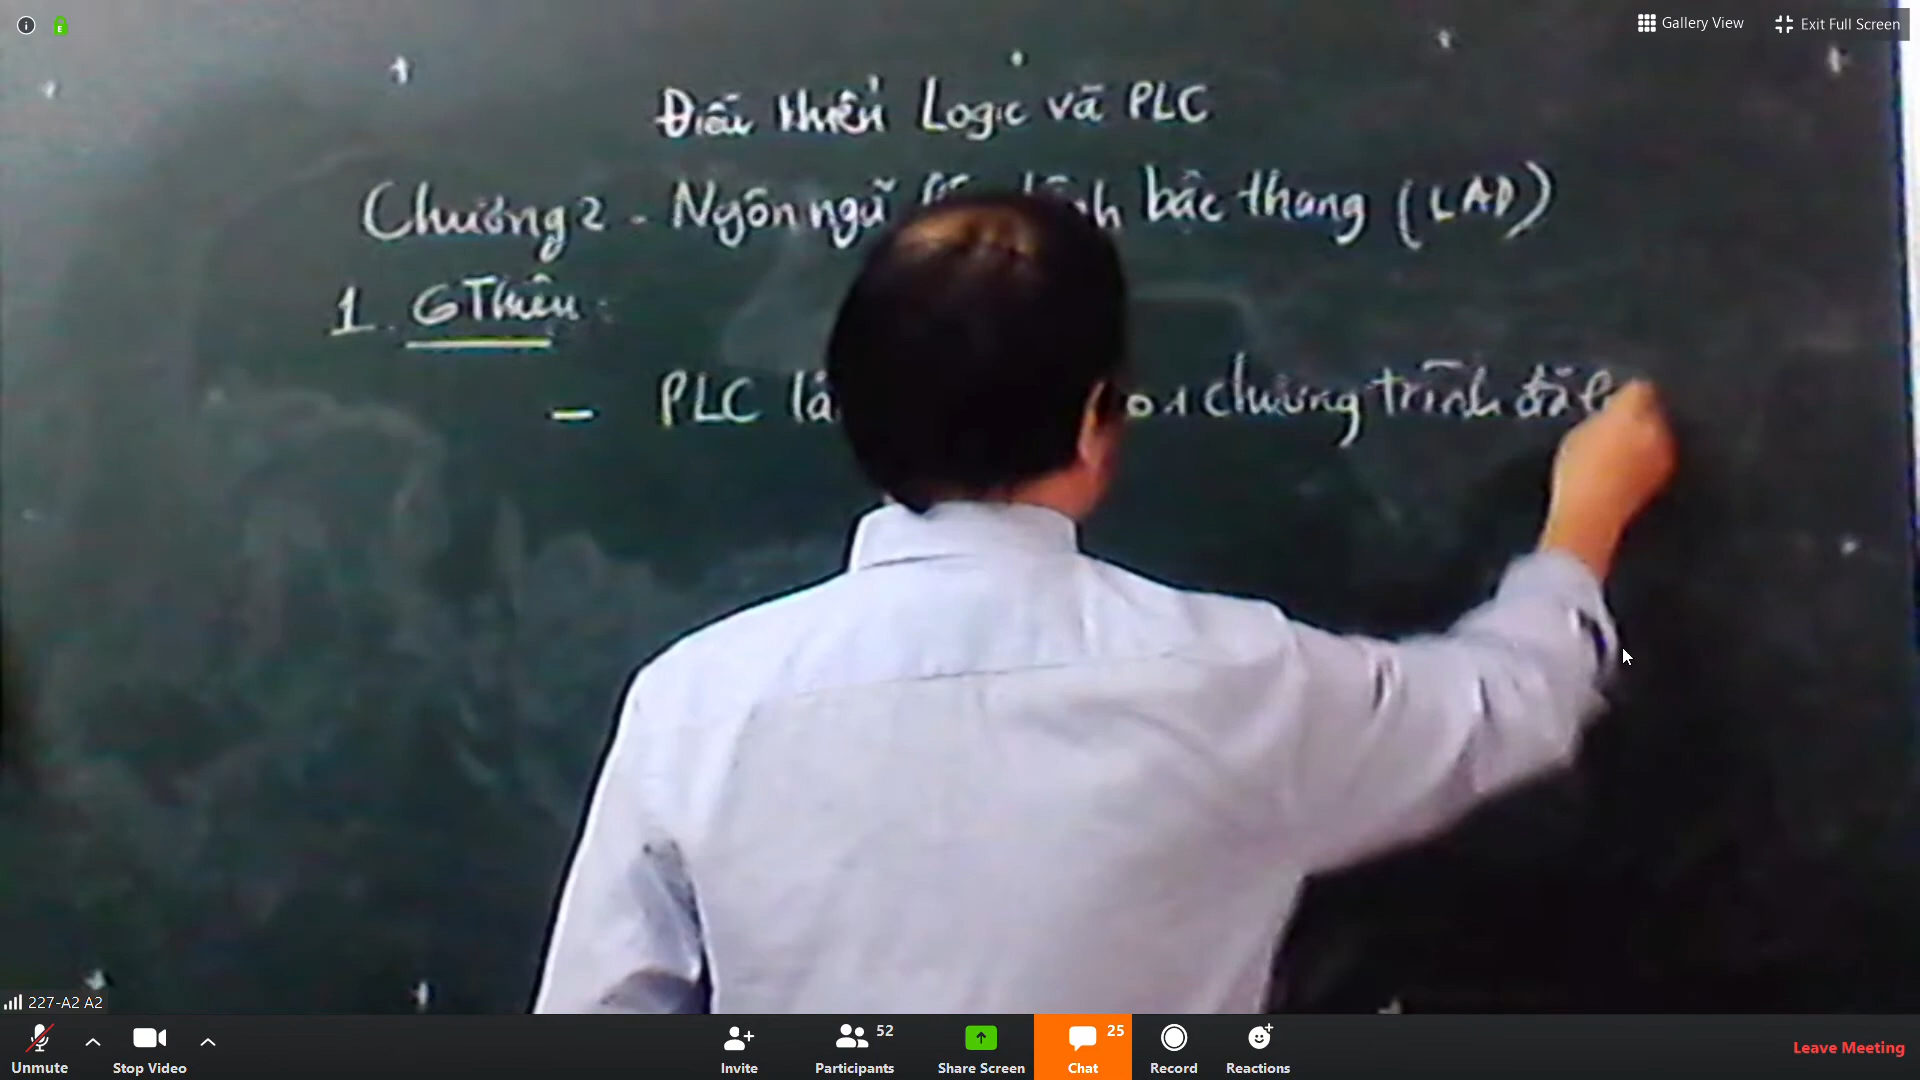 Gallery View
Exit Full Screen
Điều khiển Logic và PLC
Chương 2 - Ngôn ngữ bậc thang (LAD)
1. GThiệu:
- PLC là chương trình đã
227-A2 A2
Unmute
Stop Video
Invite
Participants 52
Share Screen
Chat 25
Record
Reactions
Leave Meeting